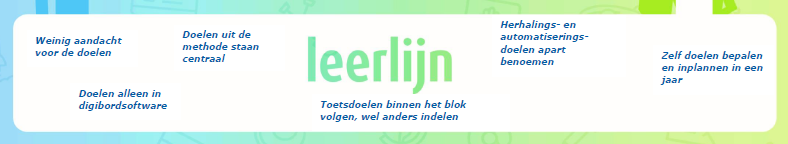 Weinig aandacht
voor de doelen
Doelen alleen in
digibordsoftware
Doelen uit de
methode staan
centraal
leerlijn
Toetsdoelen binnen het blok
volgen, wel anders indelen
Herhalings- en
automatiserings-
doelen apart
benoemen
Zelf doelen bepalen
en inplannen in een
jaar